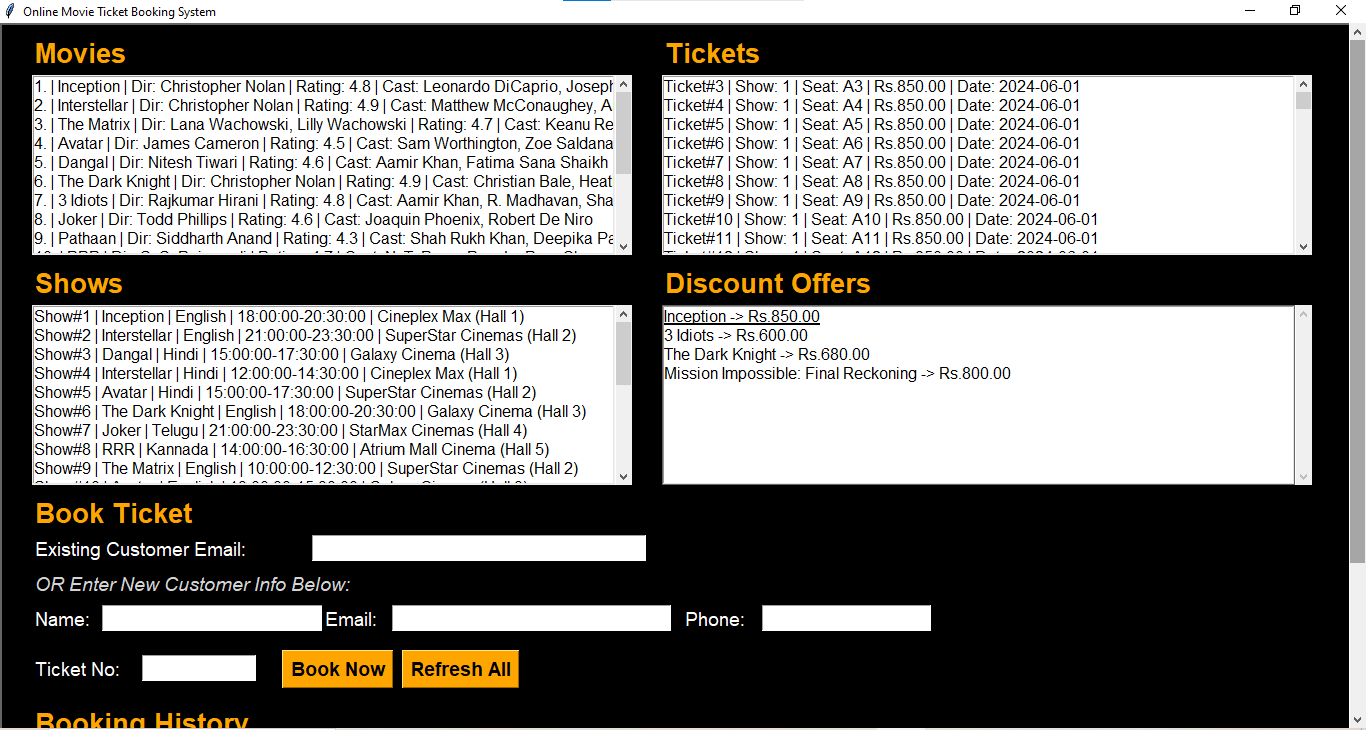 Online Movie Ticket Booking System
Movies
1. | Inception | Dir: Christopher Nolan | Rating: 4.8 | Cast: Leonardo DiCaprio, Joseph
2. | Interstellar | Dir: Christopher Nolan | Rating: 4.9 | Cast: Matthew McConaughey, A
3. | The Matrix | Dir: Lana Wachowski, Lilly Wachowski | Rating: 4.7 | Cast: Keanu Re
4. | Avatar | Dir: James Cameron | Rating: 4.5 | Cast: Sam Worthington, Zoe Saldana
5. | Dangal | Dir: Nitesh Tiwari | Rating: 4.6 | Cast: Aamir Khan, Fatima Sana Shaikh
6. | The Dark Knight | Dir: Christopher Nolan | Rating: 4.9 | Cast: Christian Bale, Heat
7. | 3 Idiots | Dir: Rajkumar Hirani | Rating: 4.8 | Cast: Aamir Khan, R. Madhavan, Sha
8. | Joker | Dir: Todd Phillips | Rating: 4.6 | Cast: Joaquin Phoenix, Robert De Niro
9. | Pathaan | Dir: Siddharth Anand | Rating: 4.3 | Cast: Shah Rukh Khan, Deepika Pa
Tickets
Ticket#3 | Show: 1 | Seat: A3 | Rs.850.00 | Date: 2024-06-01
Ticket#4 | Show: 1 | Seat: A4 | Rs.850.00 | Date: 2024-06-01
Ticket#5 | Show: 1 | Seat: A5 | Rs.850.00 | Date: 2024-06-01
Ticket#6 | Show: 1 | Seat: A6 | Rs.850.00 | Date: 2024-06-01
Ticket#7 | Show: 1 | Seat: A7 | Rs.850.00 | Date: 2024-06-01
Ticket#8 | Show: 1 | Seat: A8 | Rs.850.00 | Date: 2024-06-01
Ticket#9 | Show: 1 | Seat: A9 | Rs.850.00 | Date: 2024-06-01
Ticket#10 | Show: 1 | Seat: A10 | Rs.850.00 | Date: 2024-06-01
Ticket#11 | Show: 1 | Seat: A11 | Rs.850.00 | Date: 2024-06-01
Shows
Show#1 | Inception | English | 18:00:00-20:30:00 | Cineplex Max (Hall 1)
Show#2 | Interstellar | English | 21:00:00-23:30:00 | SuperStar Cinemas (Hall 2)
Show#3 | Dangal | Hindi | 15:00:00-17:30:00 | Galaxy Cinema (Hall 3)
Show#4 | Interstellar | Hindi | 12:00:00-14:30:00 | Cineplex Max (Hall 1)
Show#5 | Avatar | Hindi | 15:00:00-17:30:00 | SuperStar Cinemas (Hall 2)
Show#6 | The Dark Knight | English | 18:00:00-20:30:00 | Galaxy Cinema (Hall 3)
Show#7 | Joker | Telugu | 21:00:00-23:30:00 | StarMax Cinemas (Hall 4)
Show#8 | RRR | Kannada | 14:00:00-16:30:00 | Atrium Mall Cinema (Hall 5)
Show#9 | The Matrix | English | 10:00:00-12:30:00 | SuperStar Cinemas (Hall 2)
Discount Offers
Inception -> Rs.850.00
3 Idiots -> Rs.600.00
The Dark Knight -> Rs.680.00
Mission Impossible: Final Reckoning -> Rs.800.00
Book Ticket
Existing Customer Email:
OR Enter New Customer Info Below:
Name: Email: Phone:
Ticket No: Book Now Refresh All
Booking History